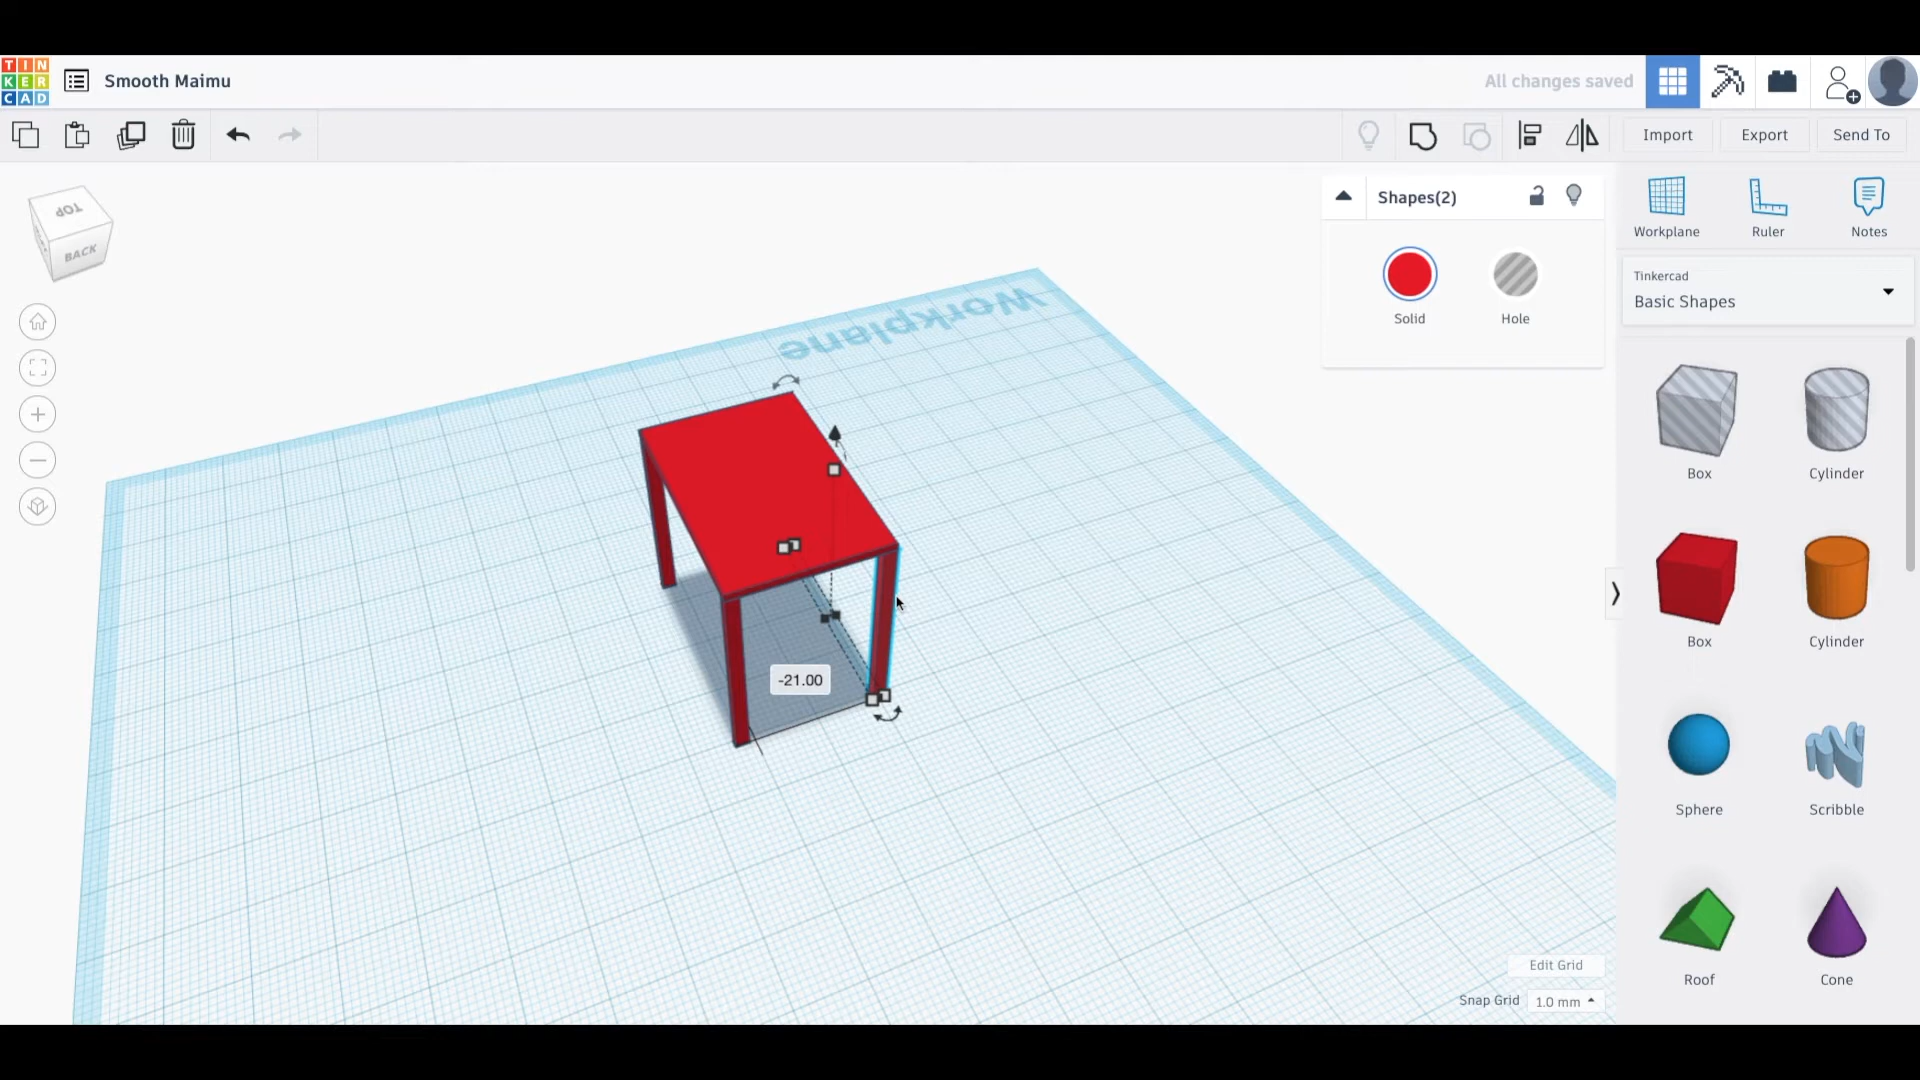 TIN
KER
CAD
Smooth Maimu
All changes saved
Import
Export
Send To
TOP
BACK
Shapes(2)
Solid
Hole
Workplane
Ruler
Notes
Tinkercad
Basic Shapes
Workplane
Box
Cylinder
Box
Cylinder
-21.00
Sphere
Scribble
Roof
Cone
Edit Grid
Snap Grid
1.0 mm